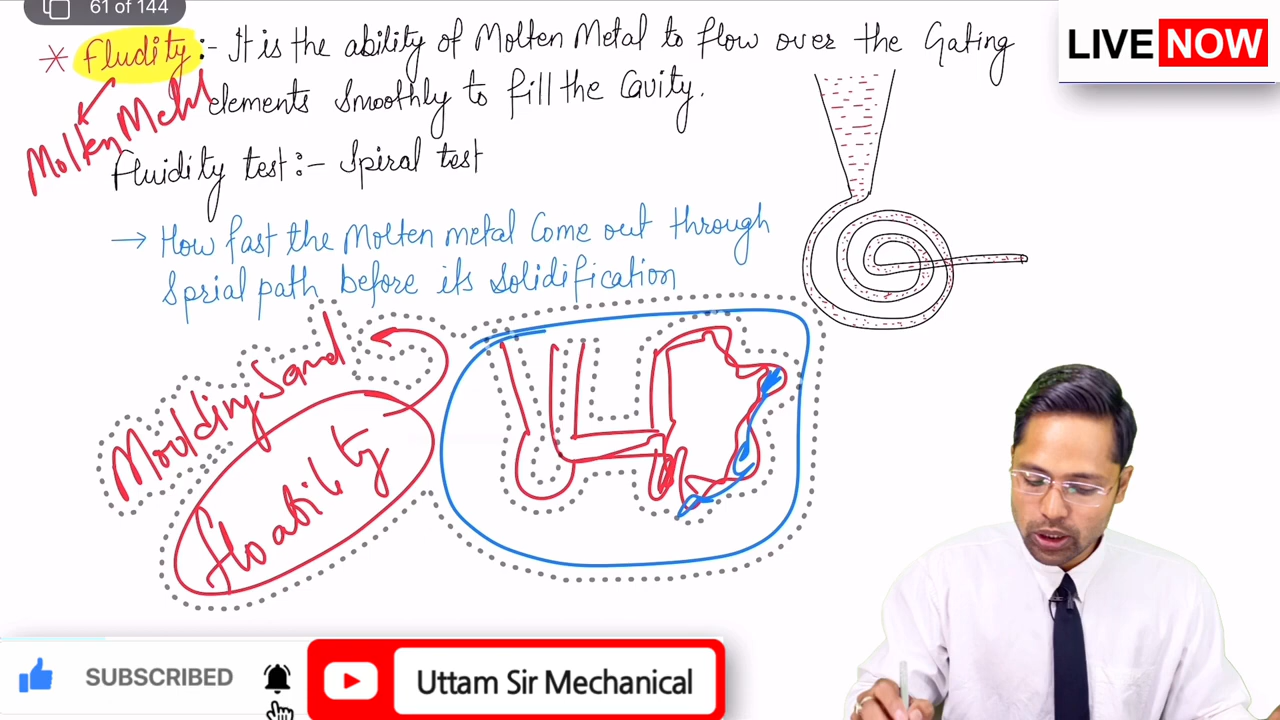 61 of 144
LIVE NOW
* Fludity :- It is the ability of Molten Metal to flow over the Gating
elements Smoothly to fill the Cavity.
Molten Metal
Fluidity test :- Spiral test
→ How fast the Molten metal Come out through
Sprial path before its Solidification
Moulding Sand
floability
SUBSCRIBED
Uttam Sir Mechanical